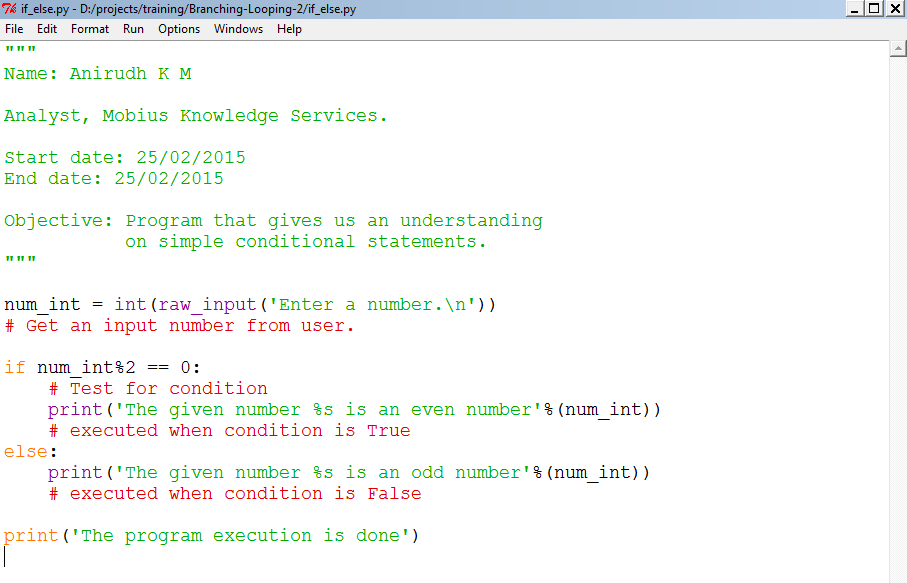 if_else.py - D:/projects/training/Branching-Looping-2/if_else.py
File Edit Format Run Options Windows Help
"""
Name: Anirudh K M
Analyst, Mobius Knowledge Services.
Start date: 25/02/2015
End date: 25/02/2015
Objective: Program that gives us an understanding
           on simple conditional statements.
"""
num_int = int(raw_input('Enter a number.\n'))
# Get an input number from user.
if num_int%2 == 0:
    # Test for condition
    print('The given number %s is an even number'%(num_int))
    # executed when condition is True
else:
    print('The given number %s is an odd number'%(num_int))
    # executed when condition is False
print('The program execution is done')